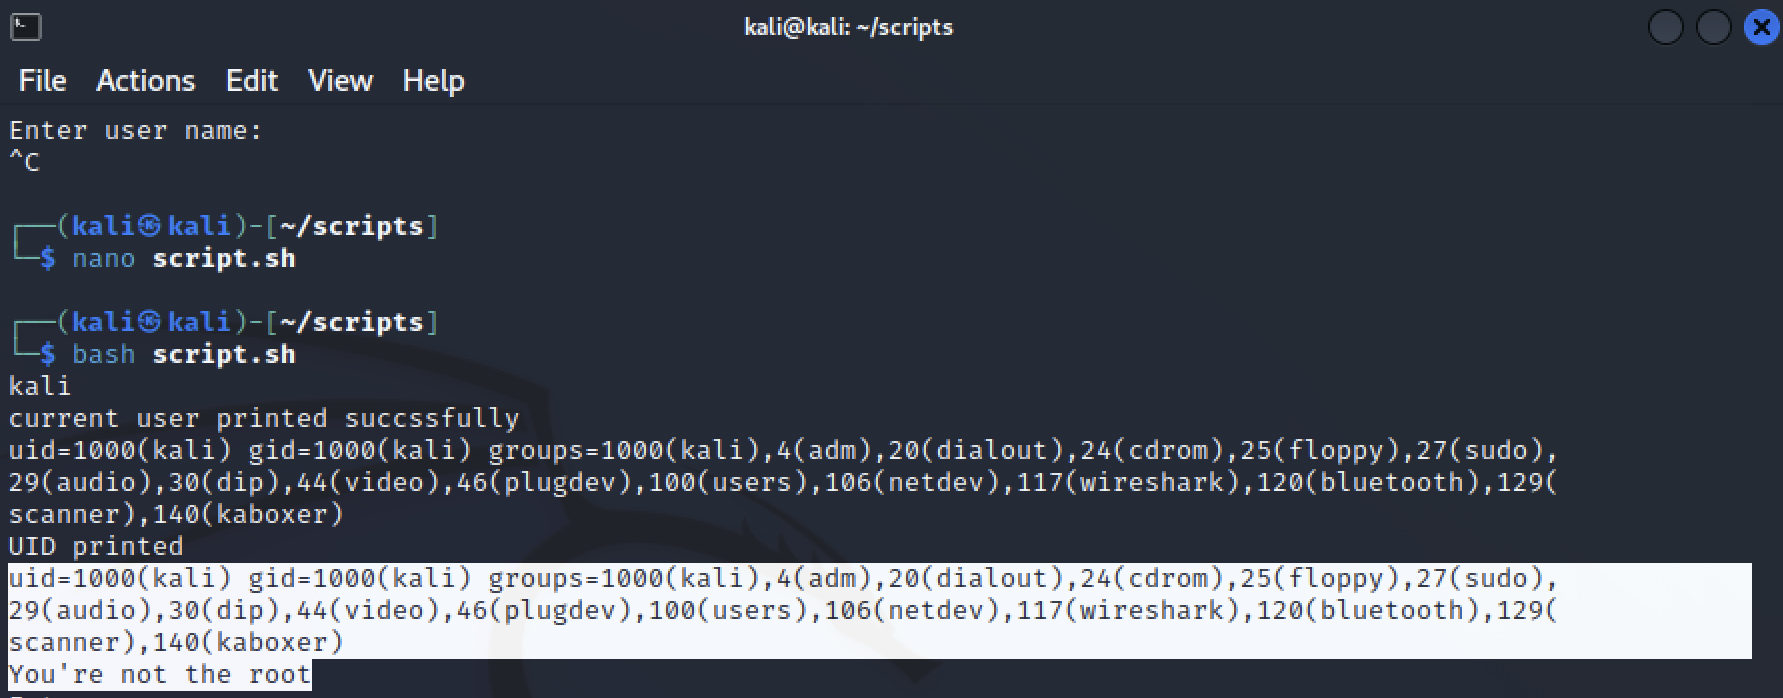 kali@kali: ~/scripts
File Actions Edit View Help
Enter user name:
^C
┌──(kali㉿kali)-[~/scripts]
└─$ nano script.sh
┌──(kali㉿kali)-[~/scripts]
└─$ bash script.sh
kali
current user printed succssfully
uid=1000(kali) gid=1000(kali) groups=1000(kali),4(adm),20(dialout),24(cdrom),25(floppy),27(sudo),
29(audio),30(dip),44(video),46(plugdev),100(users),106(netdev),117(wireshark),120(bluetooth),129(
scanner),140(kaboxer)
UID printed
uid=1000(kali) gid=1000(kali) groups=1000(kali),4(adm),20(dialout),24(cdrom),25(floppy),27(sudo),
29(audio),30(dip),44(video),46(plugdev),100(users),106(netdev),117(wireshark),120(bluetooth),129(
scanner),140(kaboxer)
You're not the root